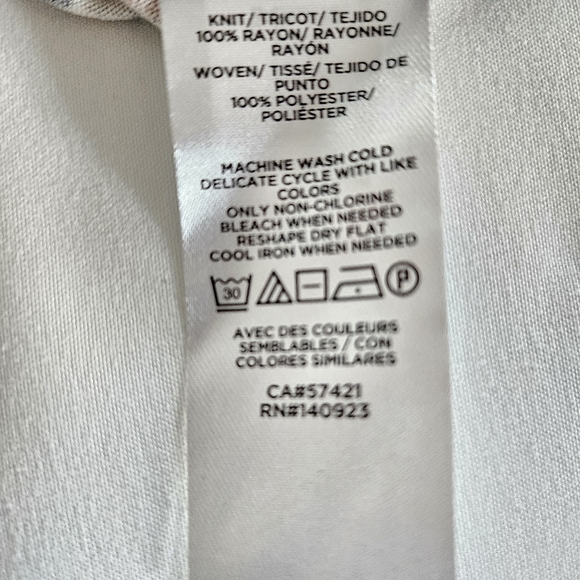 KNIT/ TRICOT/ TEJIDO
100% RAYON/ RAYONNE/
RAYÓN
WOVEN/ TISSÉ/ TEJIDO DE
PUNTO
100% POLYESTER/
POLIÉSTER
MACHINE WASH COLD
DELICATE CYCLE WITH LIKE
COLORS
ONLY NON-CHLORINE
BLEACH WHEN NEEDED
RESHAPE DRY FLAT
COOL IRON WHEN NEEDED
30 P
AVEC DES COULEURS
SEMBLABLES / CON
COLORES SIMILARES
CA#57421
RN#140923